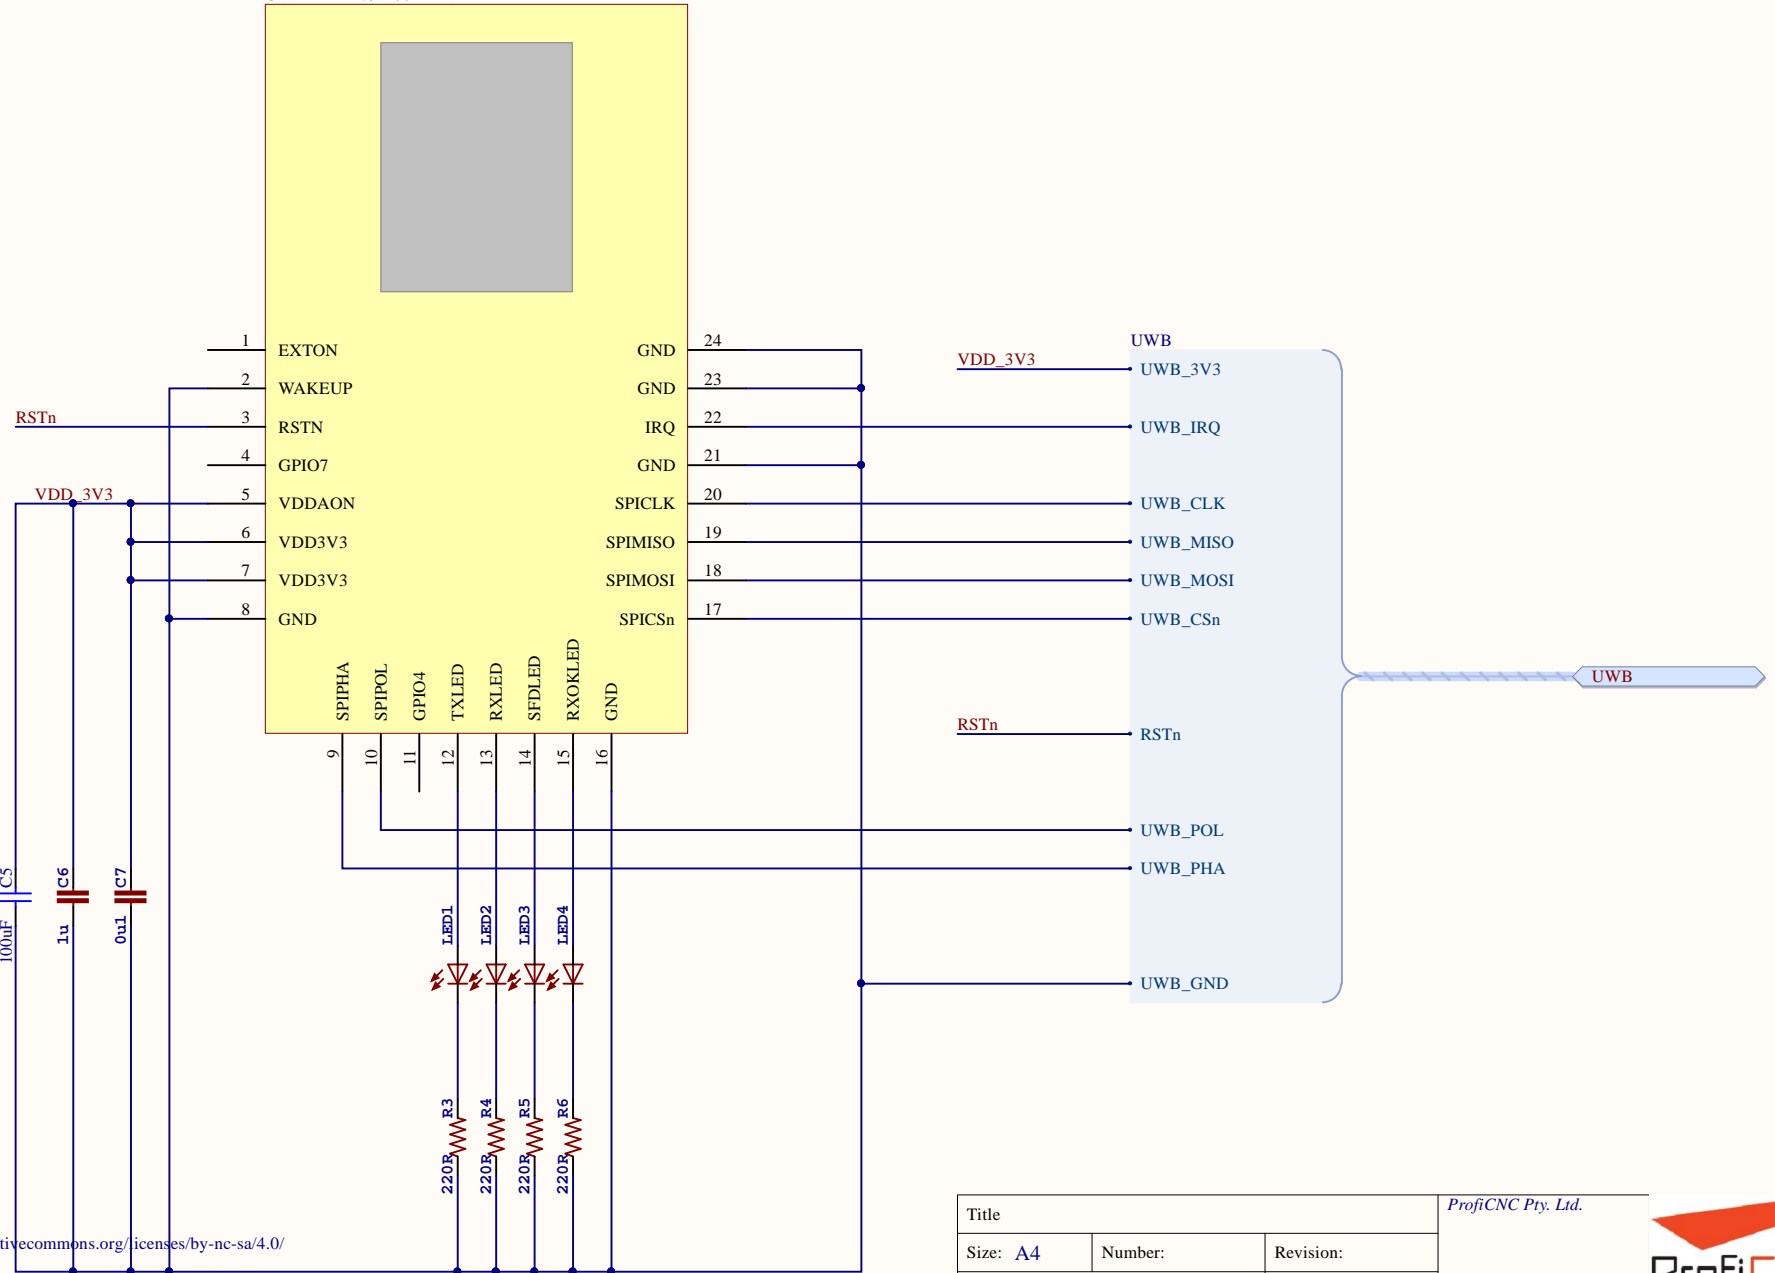 1 EXTON
2 WAKEUP
RSTn 3 RSTN
4 GPIO7
VDD_3V3 5 VDDAON
6 VDD3V3
7 VDD3V3
8 GND
GND 24
GND 23
IRQ 22
GND 21
SPICLK 20
SPIMISO 19
SPIMOSI 18
SPICSn 17
SPIPHA 9
SPIPOL 10
GPIO4 11
TXLED 12
RXLED 13
SFDLED 14
RXOKLED 15
GND 16
UWB
VDD_3V3 UWB_3V3
UWB_IRQ
UWB_CLK
UWB_MISO
UWB_MOSI
UWB_CSn
RSTn RSTn
UWB_POL
UWB_PHA
UWB_GND
UWB
C5 100uF
C6 1u
C7 0u1
LED1
LED2
LED3
LED4
R3 220R
R4 220R
R5 220R
R6 220R
tivecommons.org/licenses/by-nc-sa/4.0/
Title
ProfiCNC Pty. Ltd.
Size: A4 Number: Revision: